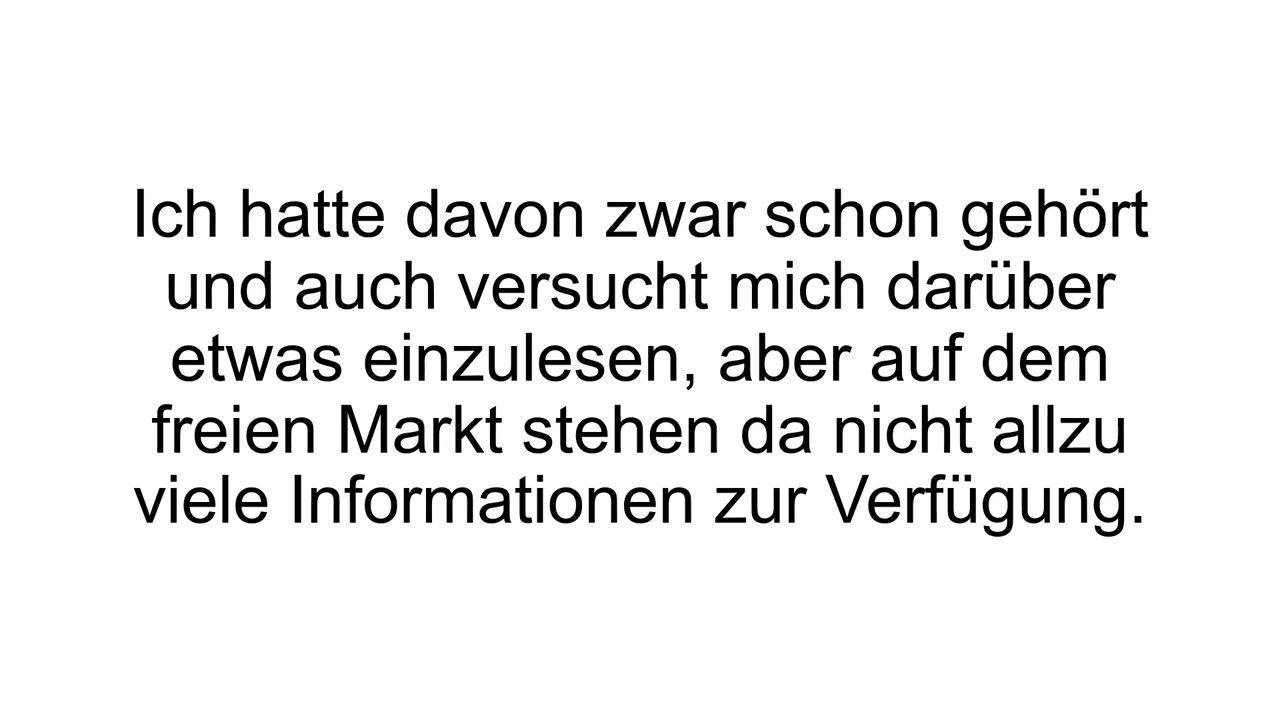 Ich hatte davon zwar schon gehört
und auch versucht mich darüber
etwas einzulesen, aber auf dem
freien Markt stehen da nicht allzu
viele Informationen zur Verfügung.